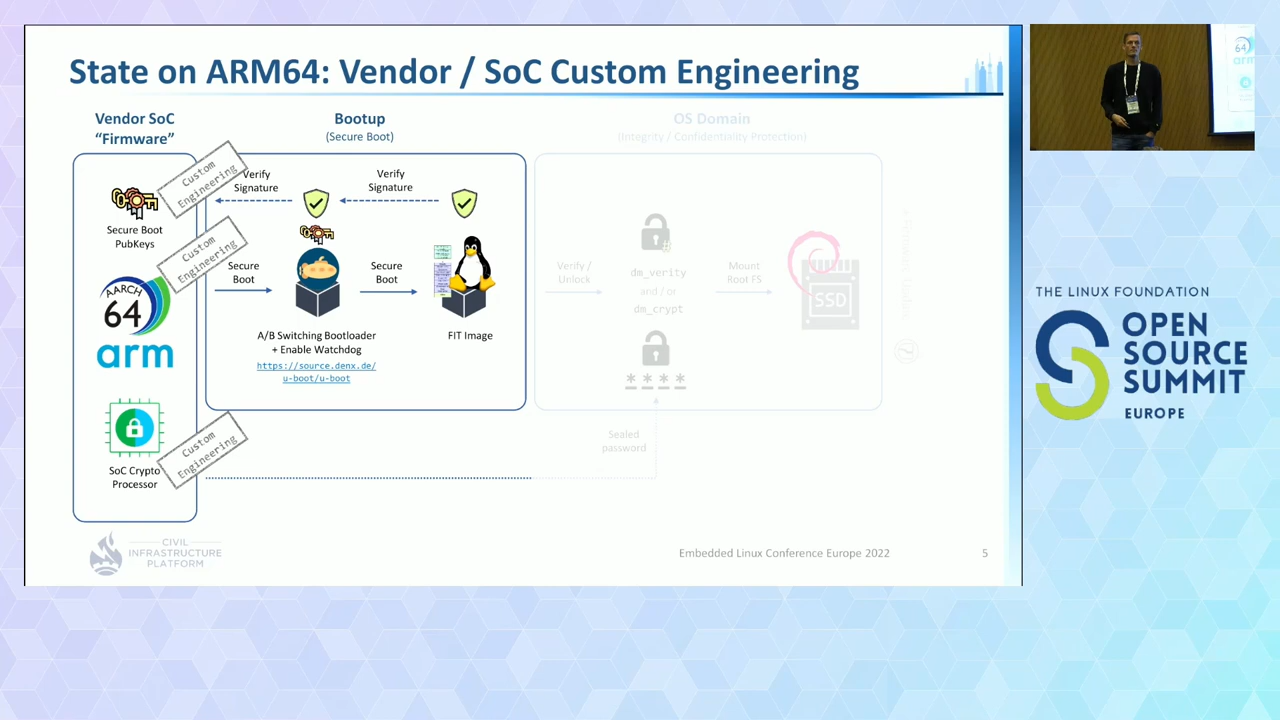 State on ARM64: Vendor / SoC Custom Engineering
Vendor SoC
“Firmware”
Bootup
(Secure Boot)
OS Domain
(Integrity / Confidentiality Protection)
Custom
Engineering
Verify
Signature
Verify
Signature
Secure Boot
PubKeys
Custom
Engineering
Secure
Boot
Secure
Boot
AARCH
64
arm
A/B Switching Bootloader
+ Enable Watchdog
https://source.denx.de/
u-boot/u-boot
FIT Image
Verify /
Unlock
#
dm_verity
and / or
dm_crypt
* * * *
Mount
Root FS
SSD
Custom
Engineering
SoC Crypto
Processor
Sealed
password
CIVIL
INFRASTRUCTURE
PLATFORM
Embedded Linux Conference Europe 2022
5
64
arm
THE LINUX FOUNDATION
OPEN
SOURCE
SUMMIT
EUROPE